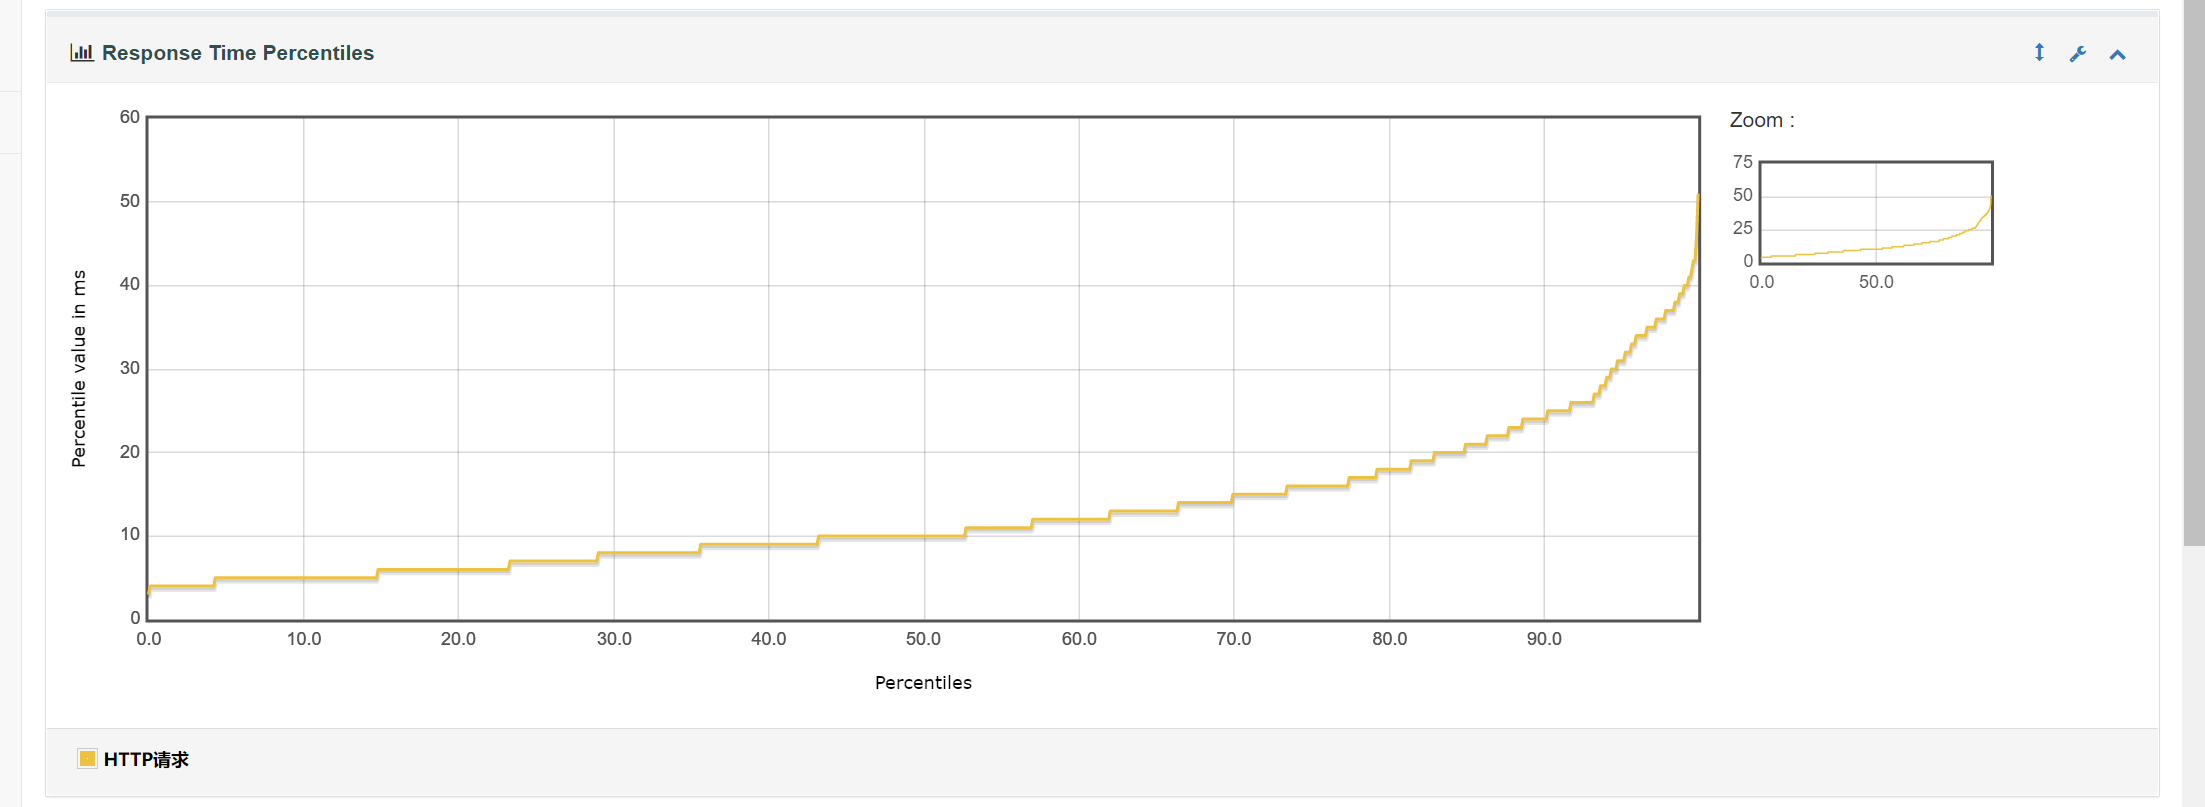 Response Time Percentiles
60
50
40
30
20
10
0
Percentile value in ms
0.0 10.0 20.0 30.0 40.0 50.0 60.0 70.0 80.0 90.0
Percentiles
Zoom :
75
50
25
0
0.0 50.0
HTTP请求